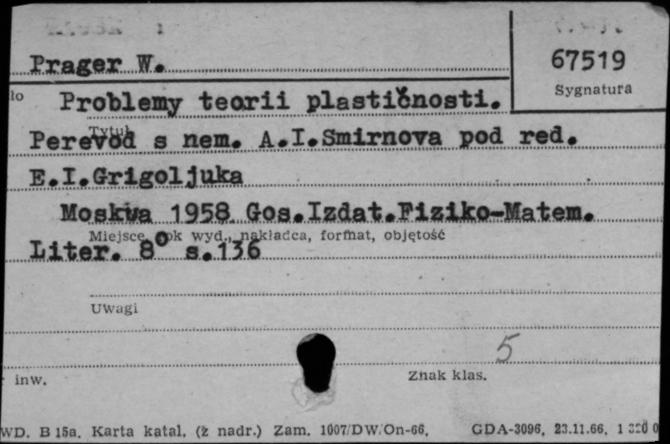 Prager W.
67519
Sygnatura
Problemy teorii plastičnosti.
Tytuł
Perevod s nem. A.I.Smirnova pod red.
E.I.Grigoljuka
Moskva 1958 Gos.Izdat.Fiziko-Matem.
Miejsce, rok wyd., nakładca, format, objętość
Liter. 8° s.136
Uwagi
5
inw.
Znak klas.
WD. B 15a. Karta katal. (z nadr.) Zam. 1007/DW/On-66, GDA-3096, 23.11.66,